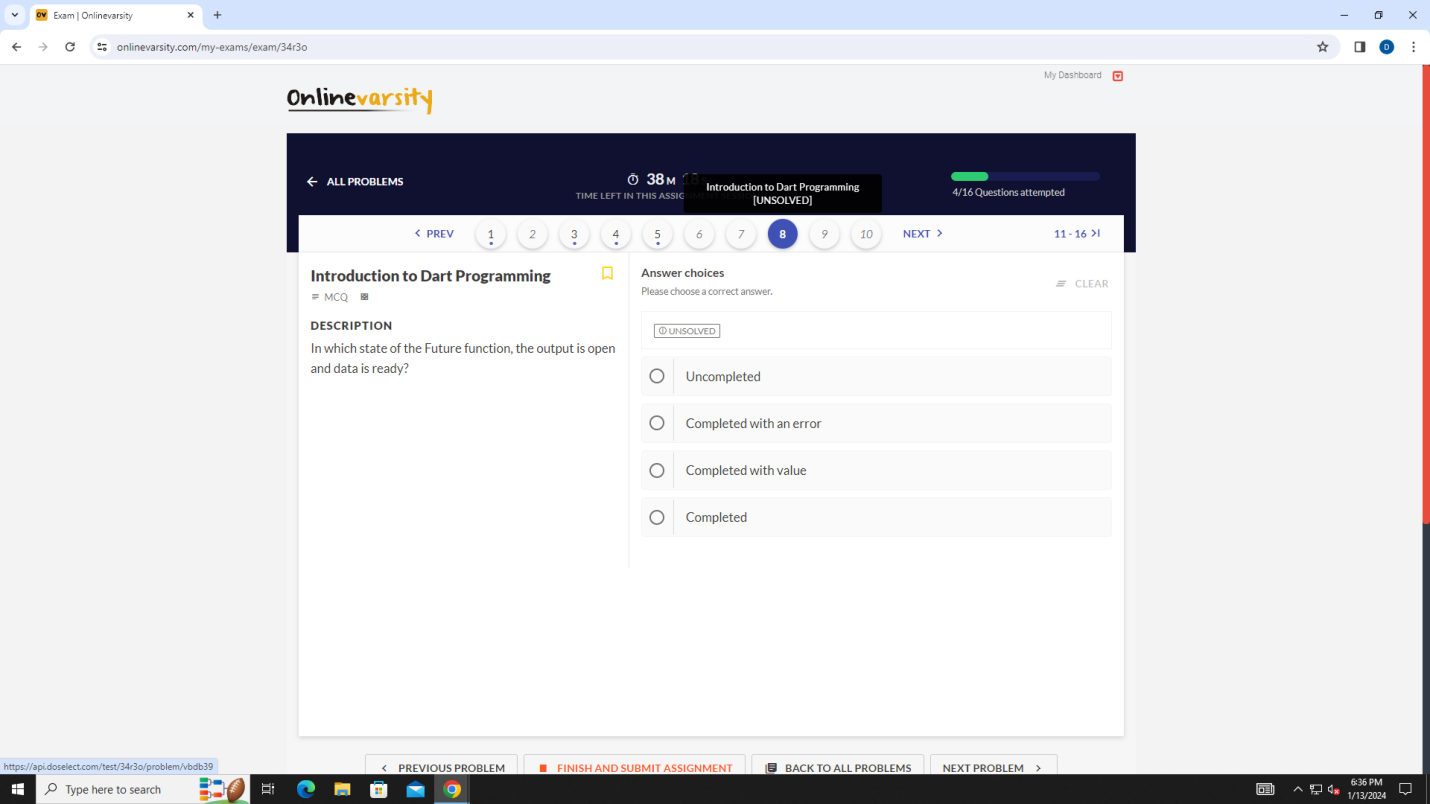 Exam | Onlinevarsity
onlinevarsity.com/my-exams/exam/34r3o
D
My Dashboard
Onlinevarsity
ALL PROBLEMS
38 M
TIME LEFT IN THIS ASSIG
Introduction to Dart Programming
[UNSOLVED]
4/16 Questions attempted
PREV
1
2
3
4
5
6
7
8
9
10
NEXT
11 - 16
Introduction to Dart Programming
MCQ
DESCRIPTION
In which state of the Future function, the output is open
and data is ready?
Answer choices
Please choose a correct answer.
CLEAR
UNSOLVED
Uncompleted
Completed with an error
Completed with value
Completed
PREVIOUS PROBLEM
FINISH AND SUBMIT ASSIGNMENT
BACK TO ALL PROBLEMS
NEXT PROBLEM
https://api.doselect.com/test/34r3o/problem/vbdb39
Type here to search
6:36 PM
1/13/2024